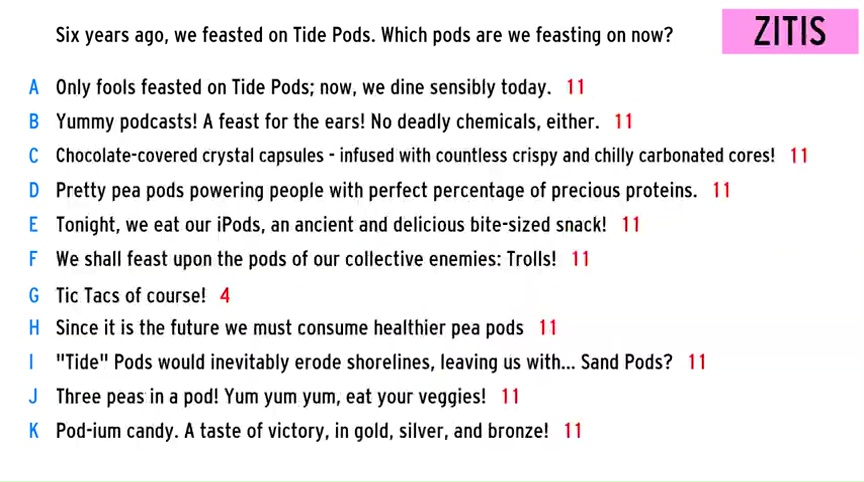 Six years ago, we feasted on Tide Pods. Which pods are we feasting on now?
ZITIS
A Only fools feasted on Tide Pods; now, we dine sensibly today. 11
B Yummy podcasts! A feast for the ears! No deadly chemicals, either. 11
C Chocolate-covered crystal capsules - infused with countless crispy and chilly carbonated cores! 11
D Pretty pea pods powering people with perfect percentage of precious proteins. 11
E Tonight, we eat our iPods, an ancient and delicious bite-sized snack! 11
F We shall feast upon the pods of our collective enemies: Trolls! 11
G Tic Tacs of course! 4
H Since it is the future we must consume healthier pea pods 11
I "Tide" Pods would inevitably erode shorelines, leaving us with... Sand Pods? 11
J Three peas in a pod! Yum yum yum, eat your veggies! 11
K Pod-ium candy. A taste of victory, in gold, silver, and bronze! 11